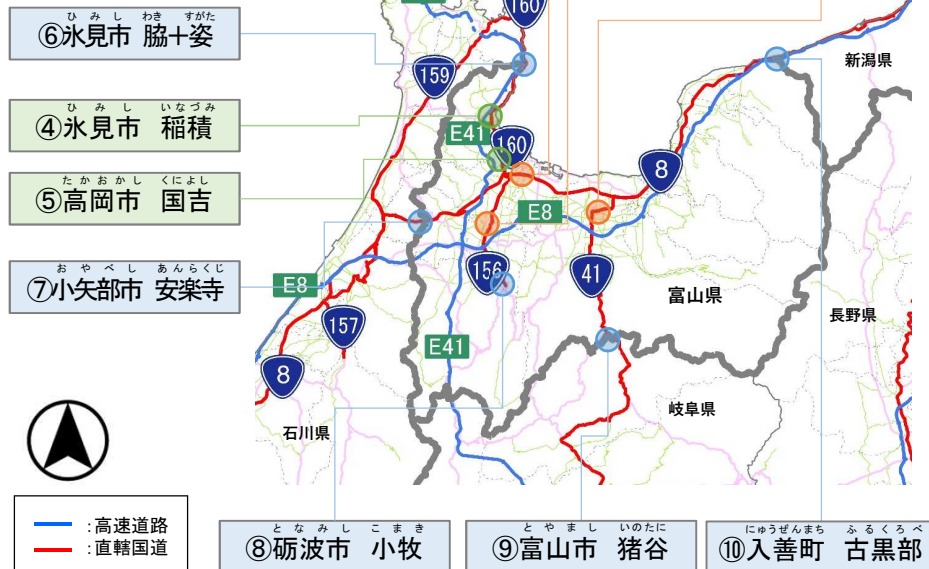 160
ひみし わき すがた
⑥氷見市 脇＋姿
159
新潟県
ひみし いなづみ
④氷見市 稲積
E41
160
8
たかおかし くによし
⑤高岡市 国吉
E8
おやべし あんらくじ
⑦小矢部市 安楽寺
E8
156
41
富山県
長野県
157
E41
8
岐阜県
石川県
:高速道路
:直轄国道
となみし こまき
⑧砺波市 小牧
とやまし いのたに
⑨富山市 猪谷
にゅうぜんまち ふるくろべ
⑩入善町 古黒部